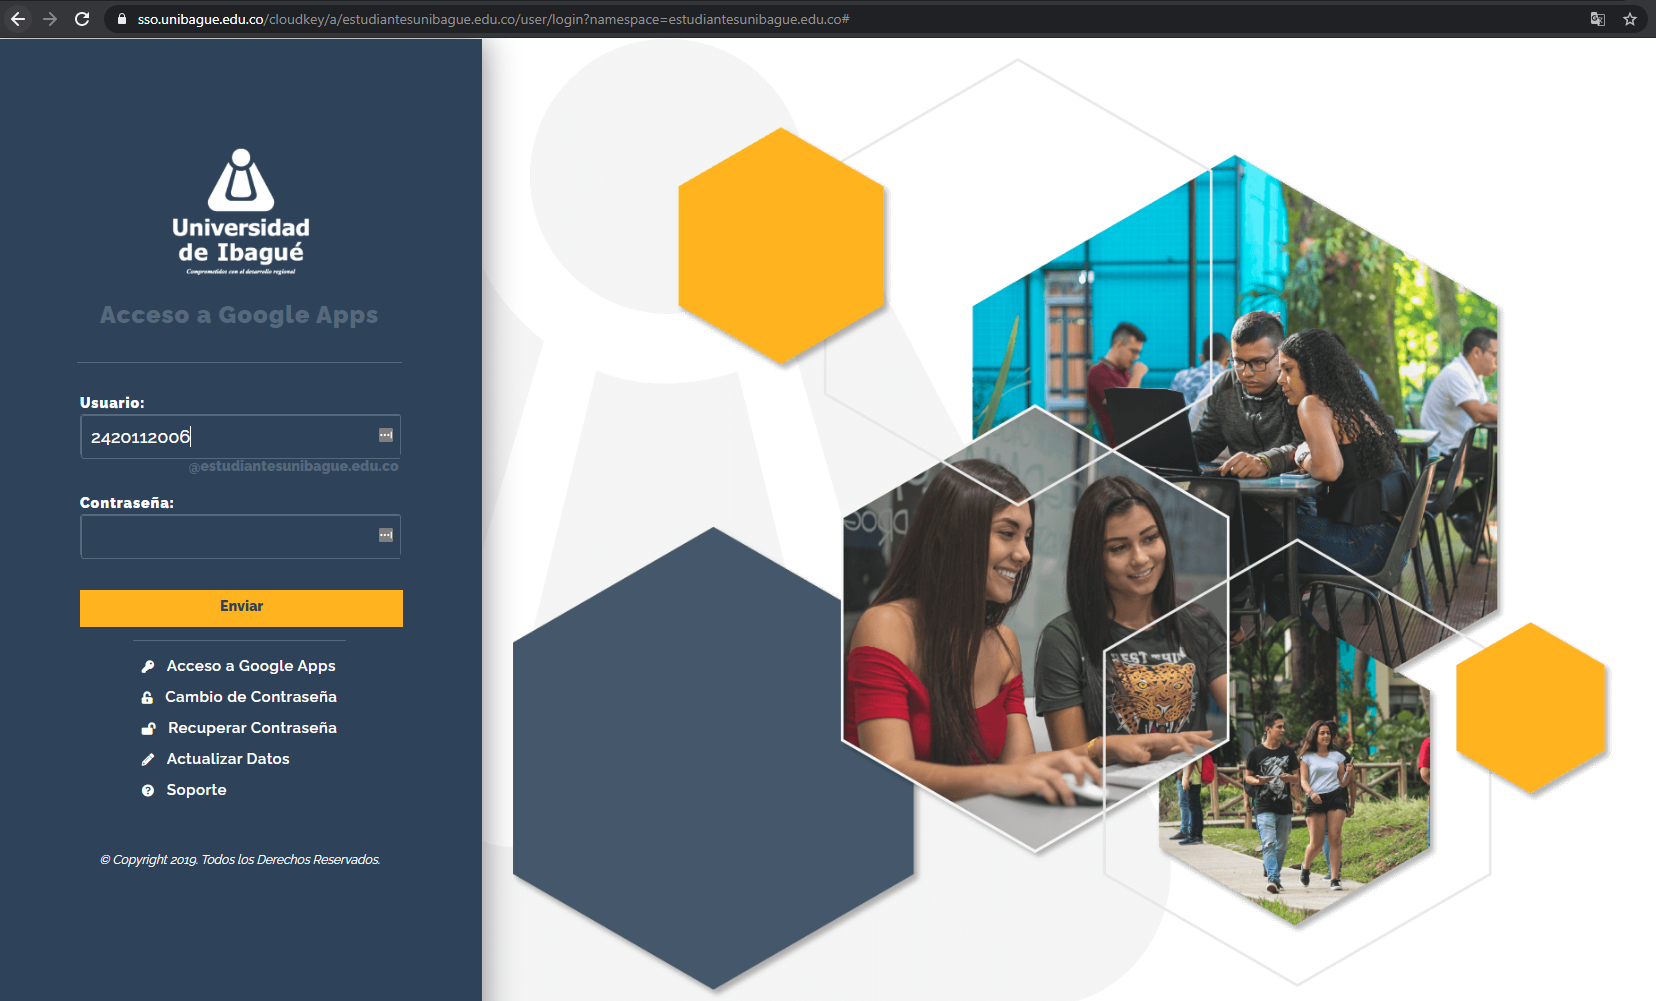 sso.unibague.edu.co/cloudkey/a/estudiantesunibague.edu.co/user/login?namespace=estudiantesunibague.edu.co#
Universidad
de Ibagué
Comprometidos con el desarrollo regional
Acceso a Google Apps
Usuario:
2420112006
@estudiantesunibague.edu.co
Contraseña:
Enviar
Acceso a Google Apps
Cambio de Contraseña
Recuperar Contraseña
Actualizar Datos
Soporte
© Copyright 2019. Todos los Derechos Reservados.